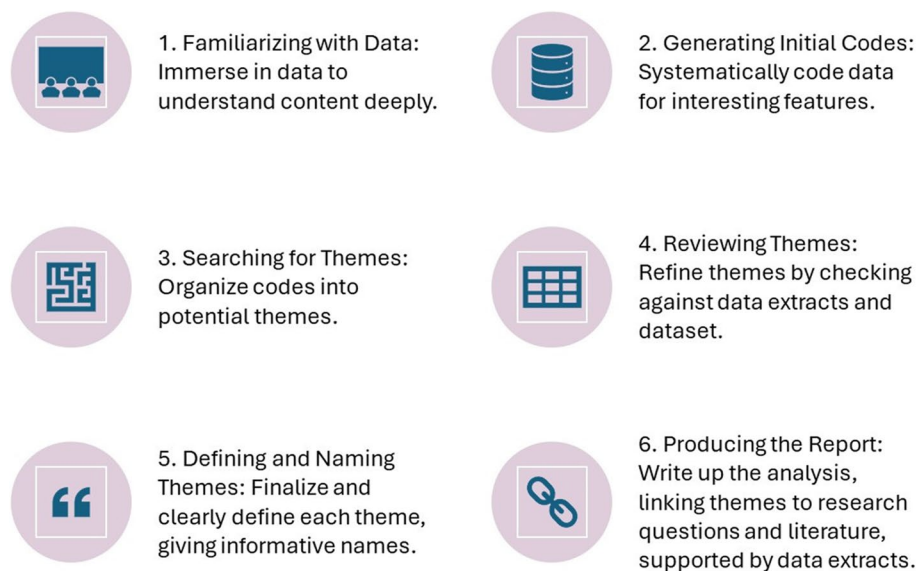 1. Familiarizing with Data:
Immerse in data to
understand content deeply.
2. Generating Initial Codes:
Systematically code data
for interesting features.
3. Searching for Themes:
Organize codes into
potential themes.
4. Reviewing Themes:
Refine themes by checking
against data extracts and
dataset.
5. Defining and Naming
Themes: Finalize and
clearly define each theme,
giving informative names.
6. Producing the Report:
Write up the analysis,
linking themes to research
questions and literature,
supported by data extracts.